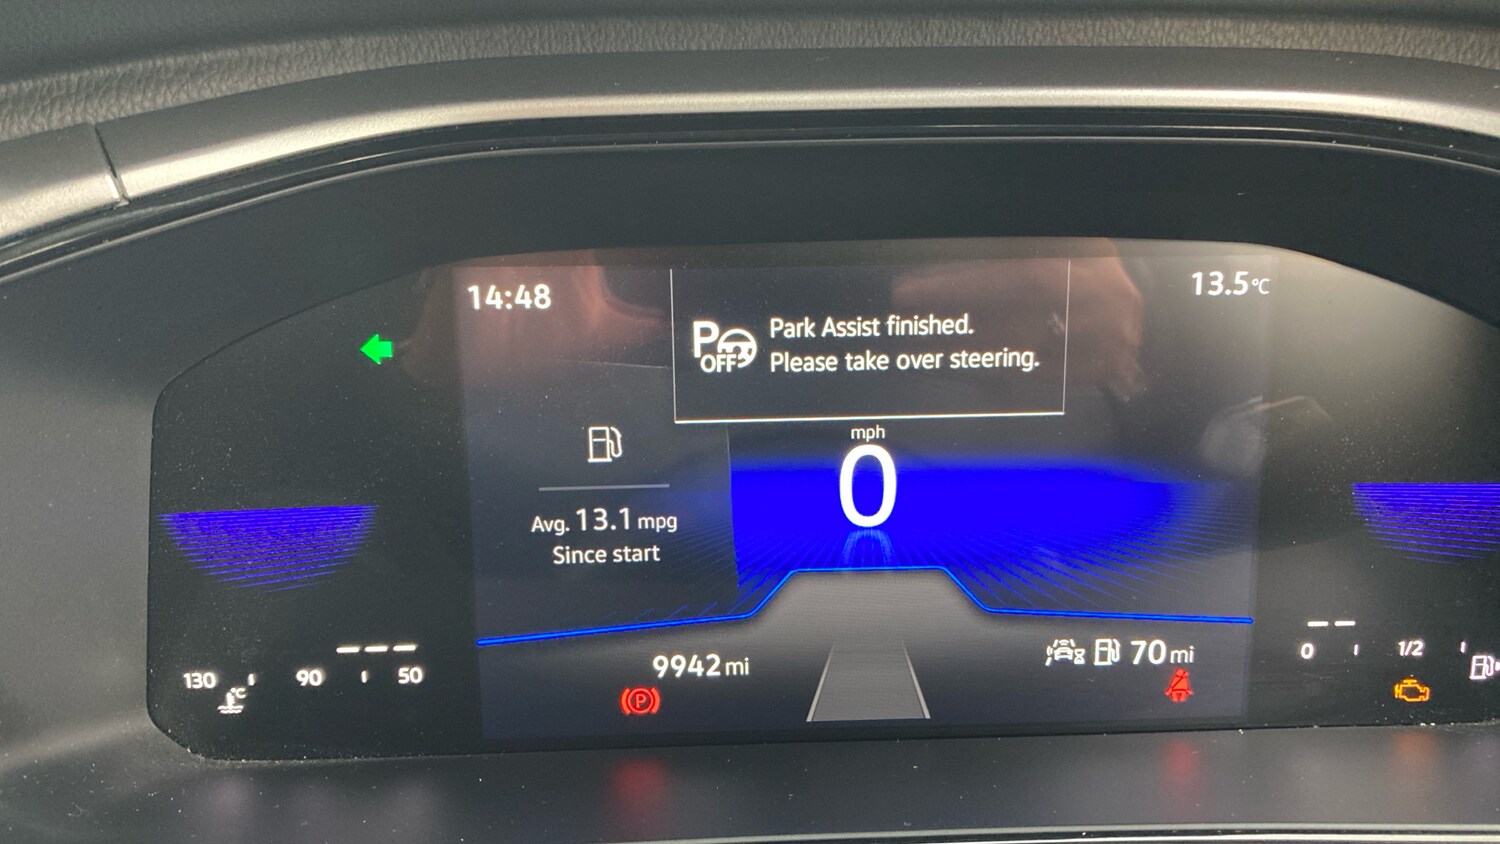 14:48
P
OFF
Park Assist finished.
Please take over steering.
13.5°C
mph
0
Avg. 13.1 mpg
Since start
9942 mi
70 mi
130 90 50
°C
0 1/2
P